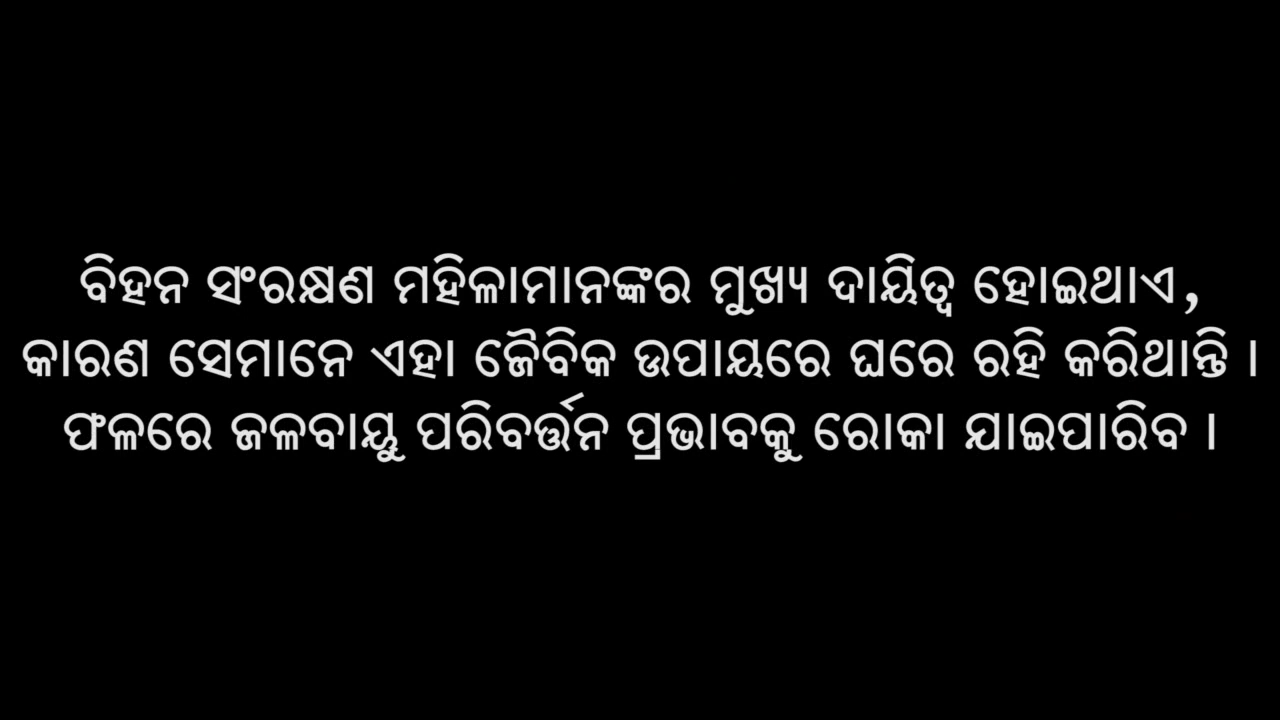 ବିହନ ସଂରକ୍ଷଣ ମହିଳାମାନଙ୍କର ମୁଖ୍ୟ ଦାୟିତ୍ୱ ହୋଇଥାଏ,
କାରଣ ସେମାନେ ଏହା ଜୈବିକ ଉପାୟରେ ଘରେ ରହି କରିଥାନ୍ତି ।
ଫଳରେ ଜଳବାୟୁ ପରିବର୍ତ୍ତନ ପ୍ରଭାବକୁ ରୋକା ଯାଇପାରିବ ।